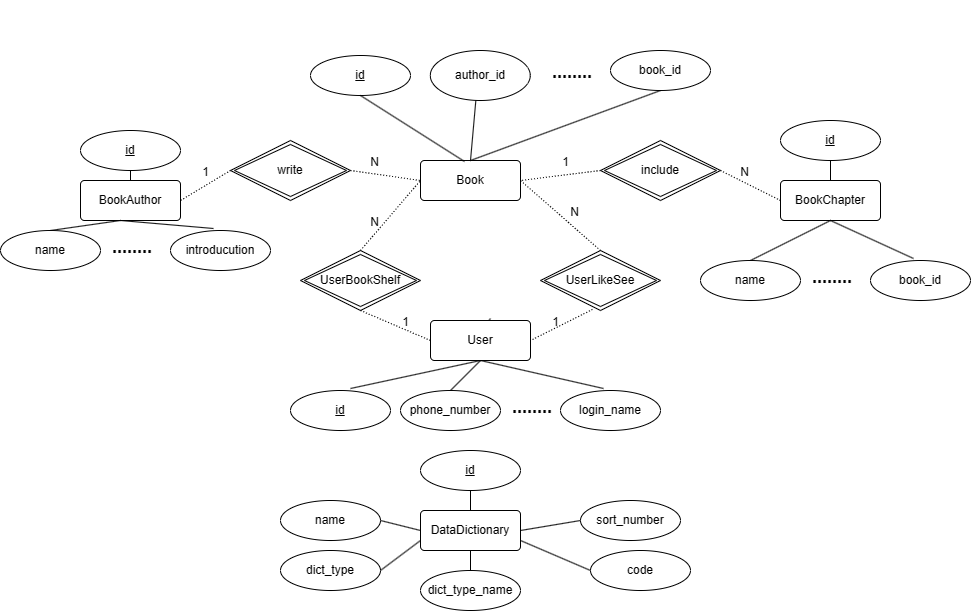 id
author_id
........
book_id
id
1
write
N
Book
1
include
N
id
BookAuthor
BookChapter
name
........
introducution
N
N
name
........
book_id
UserBookShelf
UserLikeSee
1
1
User
id
phone_number
........
login_name
id
name
DataDictionary
sort_number
dict_type
dict_type_name
code